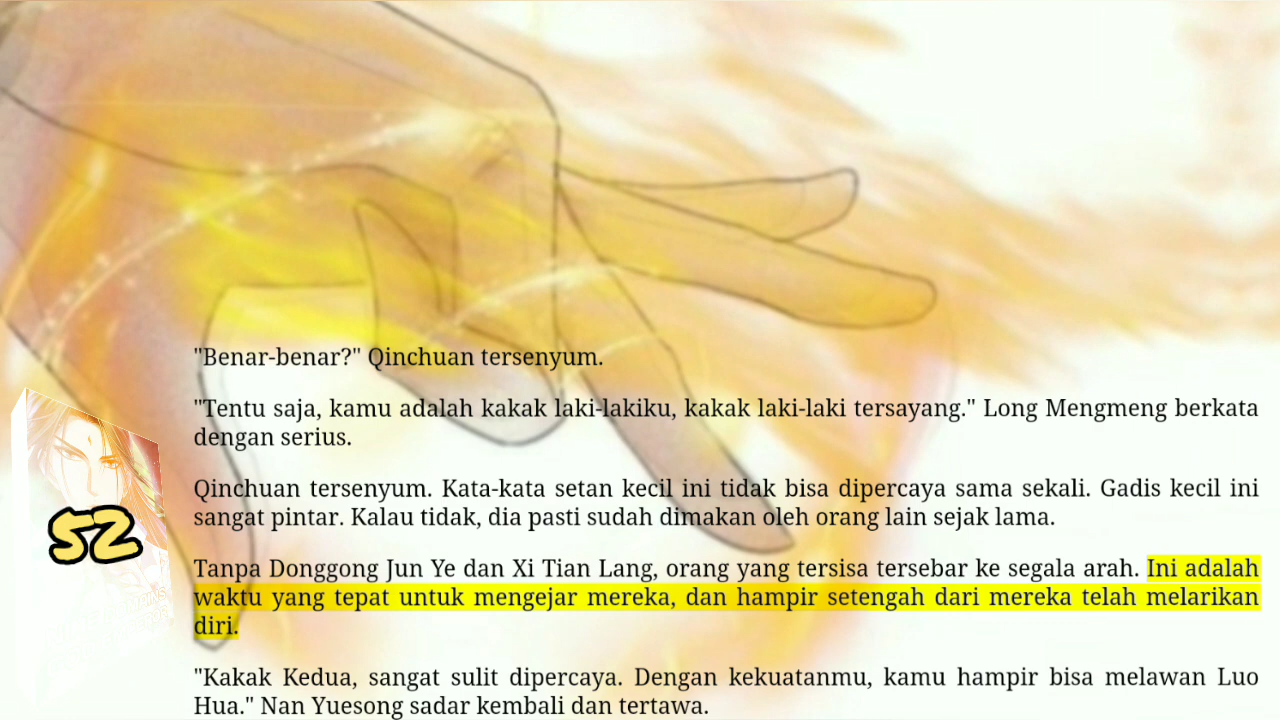 "Benar-benar?" Qinchuan tersenyum.
"Tentu saja, kamu adalah kakak laki-lakiku, kakak laki-laki tersayang." Long Mengmeng berkata
dengan serius.
Qinchuan tersenyum. Kata-kata setan kecil ini tidak bisa dipercaya sama sekali. Gadis kecil ini
sangat pintar. Kalau tidak, dia pasti sudah dimakan oleh orang lain sejak lama.
Tanpa Donggong Jun Ye dan Xi Tian Lang, orang yang tersisa tersebar ke segala arah. Ini adalah
waktu yang tepat untuk mengejar mereka, dan hampir setengah dari mereka telah melarikan
diri.
"Kakak Kedua, sangat sulit dipercaya. Dengan kekuatanmu, kamu hampir bisa melawan Luo
Hua." Nan Yuesong sadar kembali dan tertawa.
52